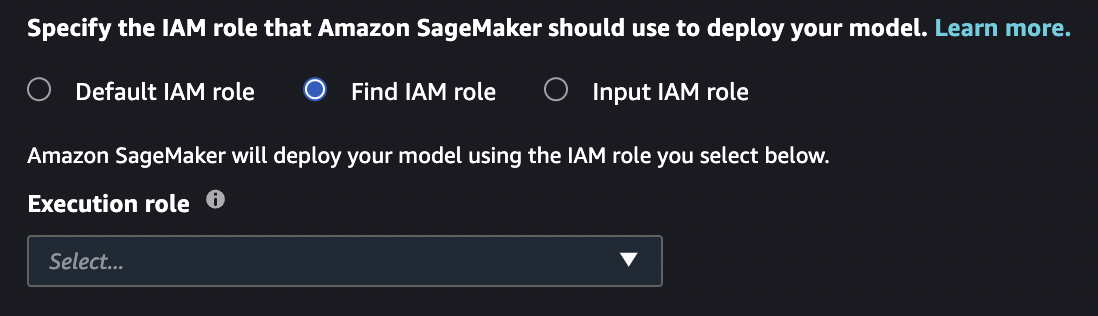 Specify the IAM role that Amazon SageMaker should use to deploy your model. Learn more.
Default IAM role Find IAM role Input IAM role
Amazon SageMaker will deploy your model using the IAM role you select below.
Execution role
Select...